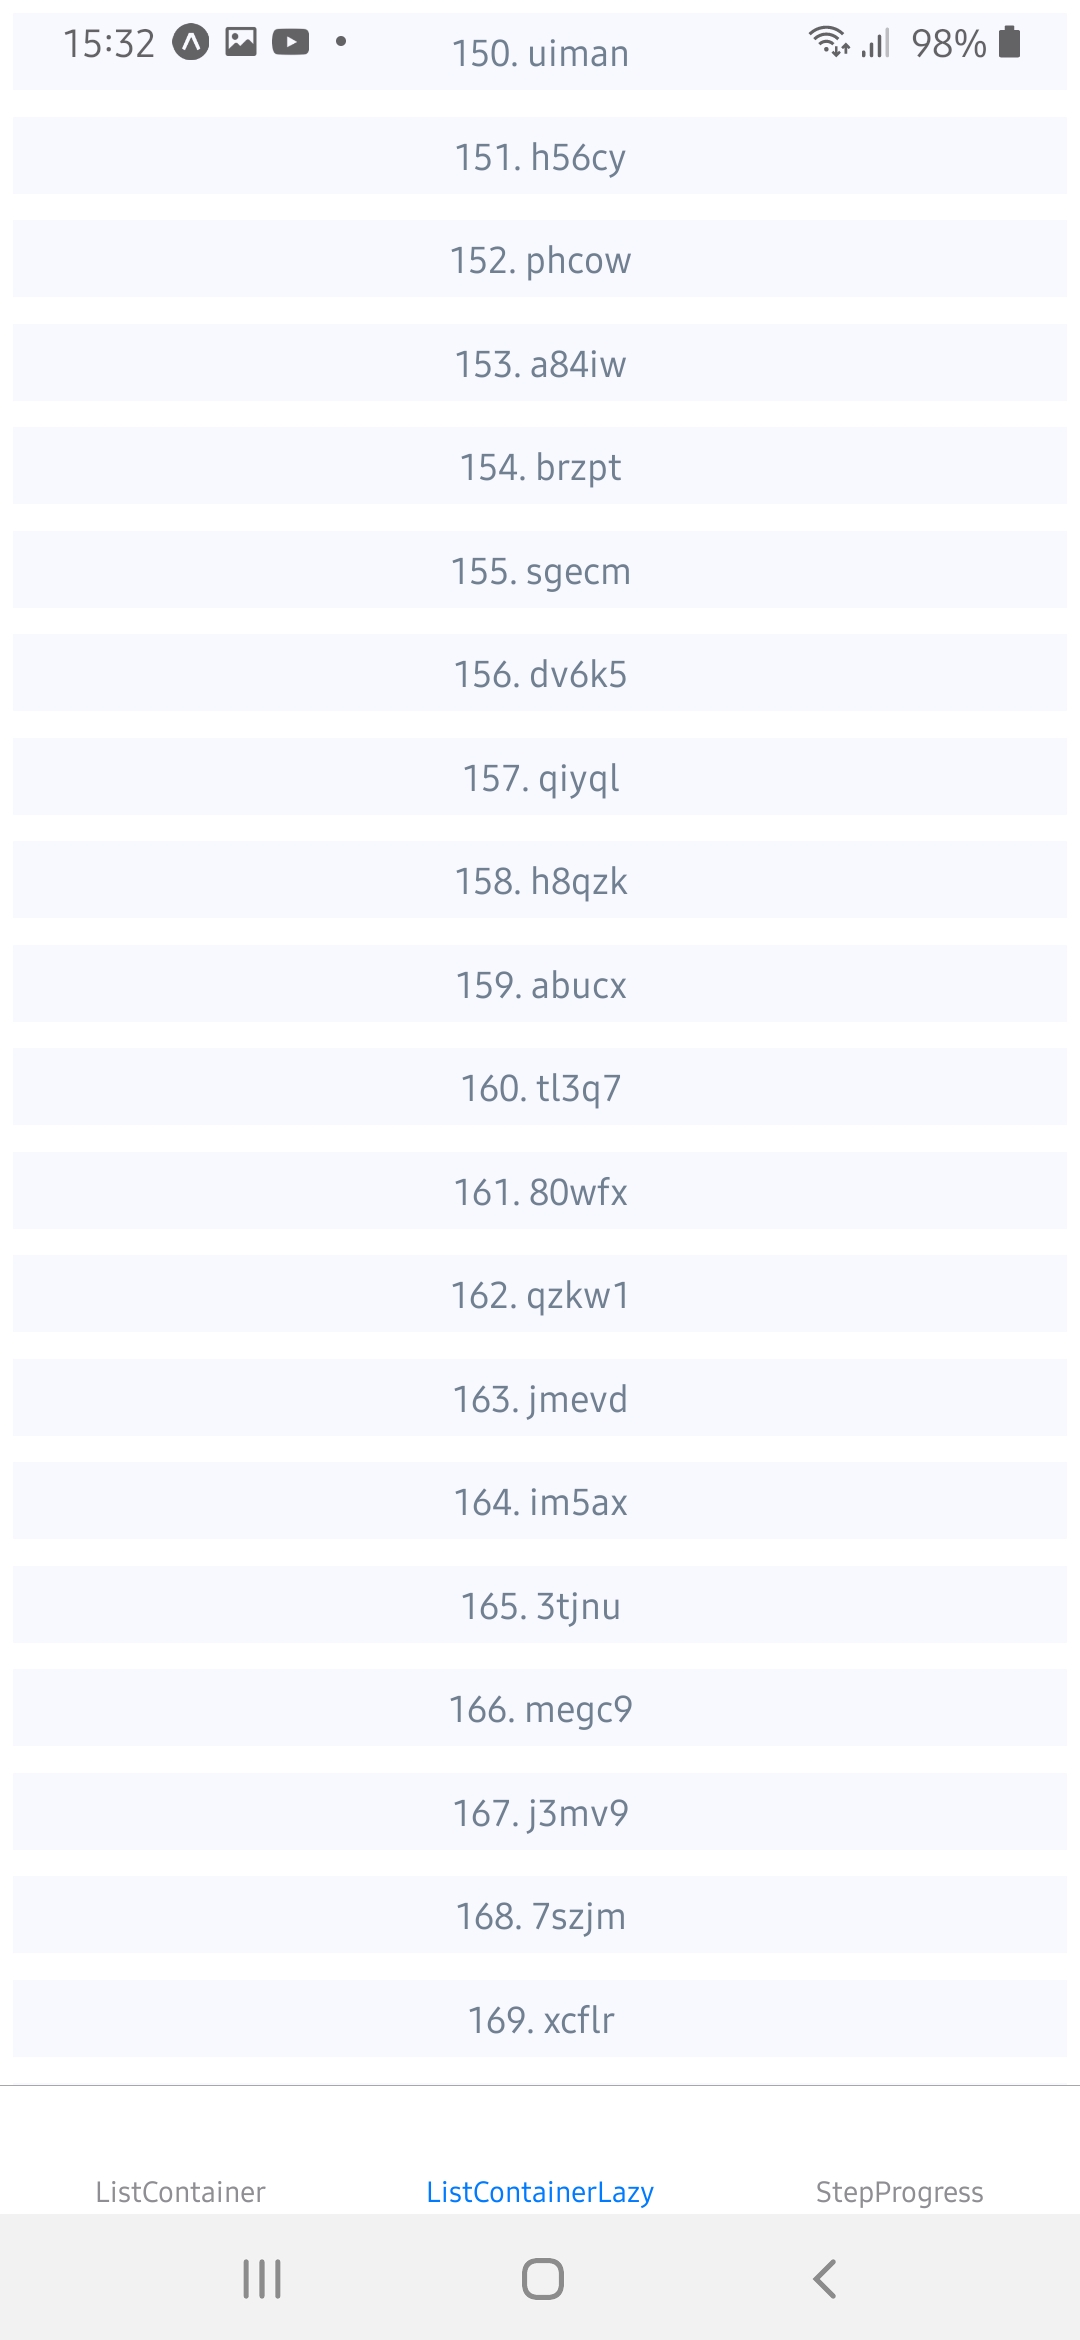 15:32 98%
150. uiman
151. h56cy
152. phcow
153. a84iw
154. brzpt
155. sgecm
156. dv6k5
157. qiyql
158. h8qzk
159. abucx
160. tl3q7
161. 80wfx
162. qzkw1
163. jmevd
164. im5ax
165. 3tjnu
166. megc9
167. j3mv9
168. 7szjm
169. xcflr
ListContainer ListContainerLazy StepProgress